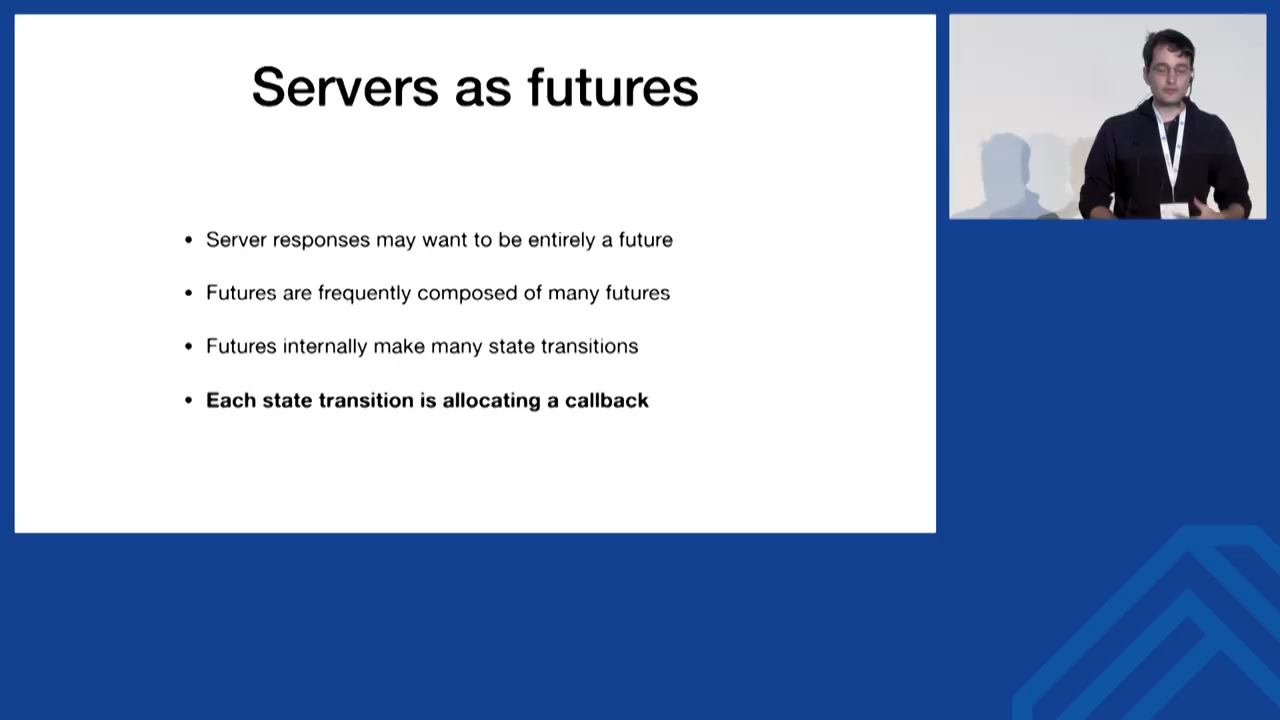 Servers as futures
• Server responses may want to be entirely a future
• Futures are frequently composed of many futures
• Futures internally make many state transitions
• Each state transition is allocating a callback